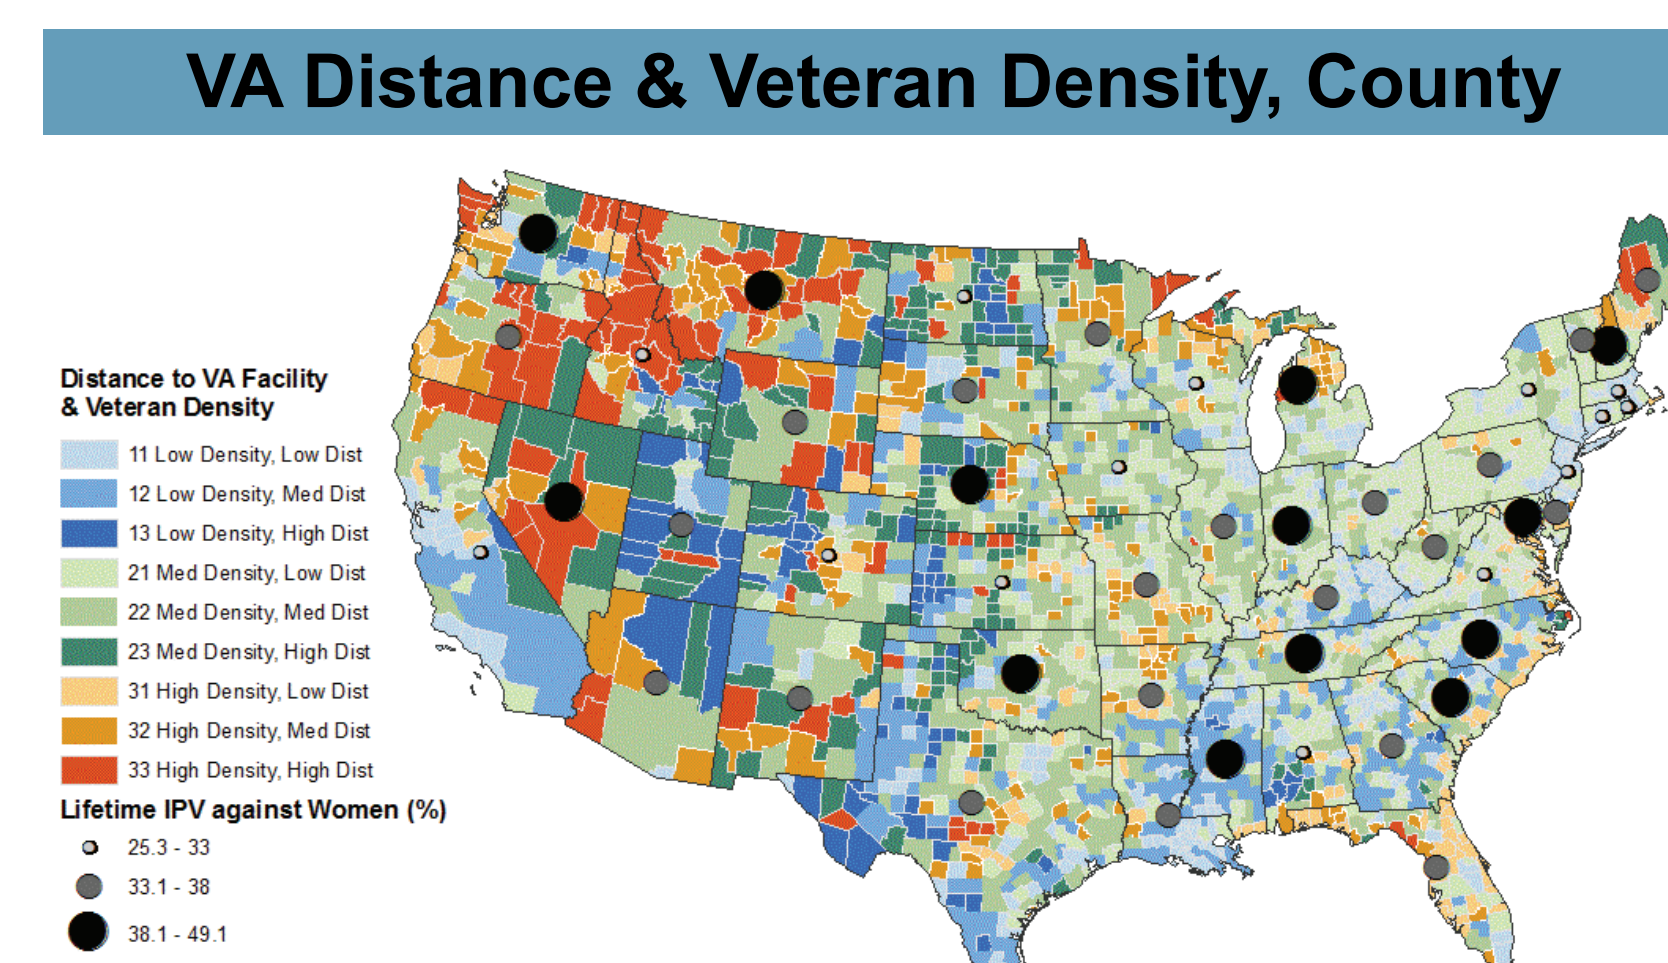 VA Distance & Veteran Density, County
Distance to VA Facility
& Veteran Density
11 Low Density, Low Dist
12 Low Density, Med Dist
13 Low Density, High Dist
21 Med Density, Low Dist
22 Med Density, Med Dist
23 Med Density, High Dist
31 High Density, Low Dist
32 High Density, Med Dist
33 High Density, High Dist
Lifetime IPV against Women (%)
25.3 - 33
33.1 - 38
38.1 - 49.1